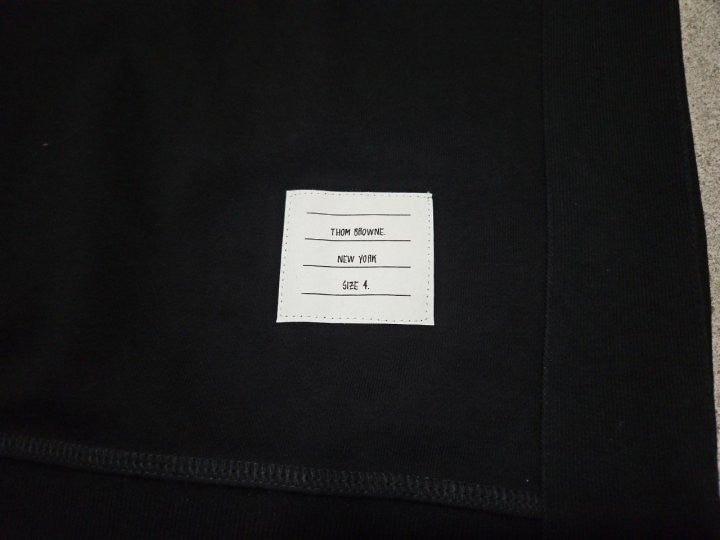 THOM BROWNE.
NEW YORK
SIZE 4.